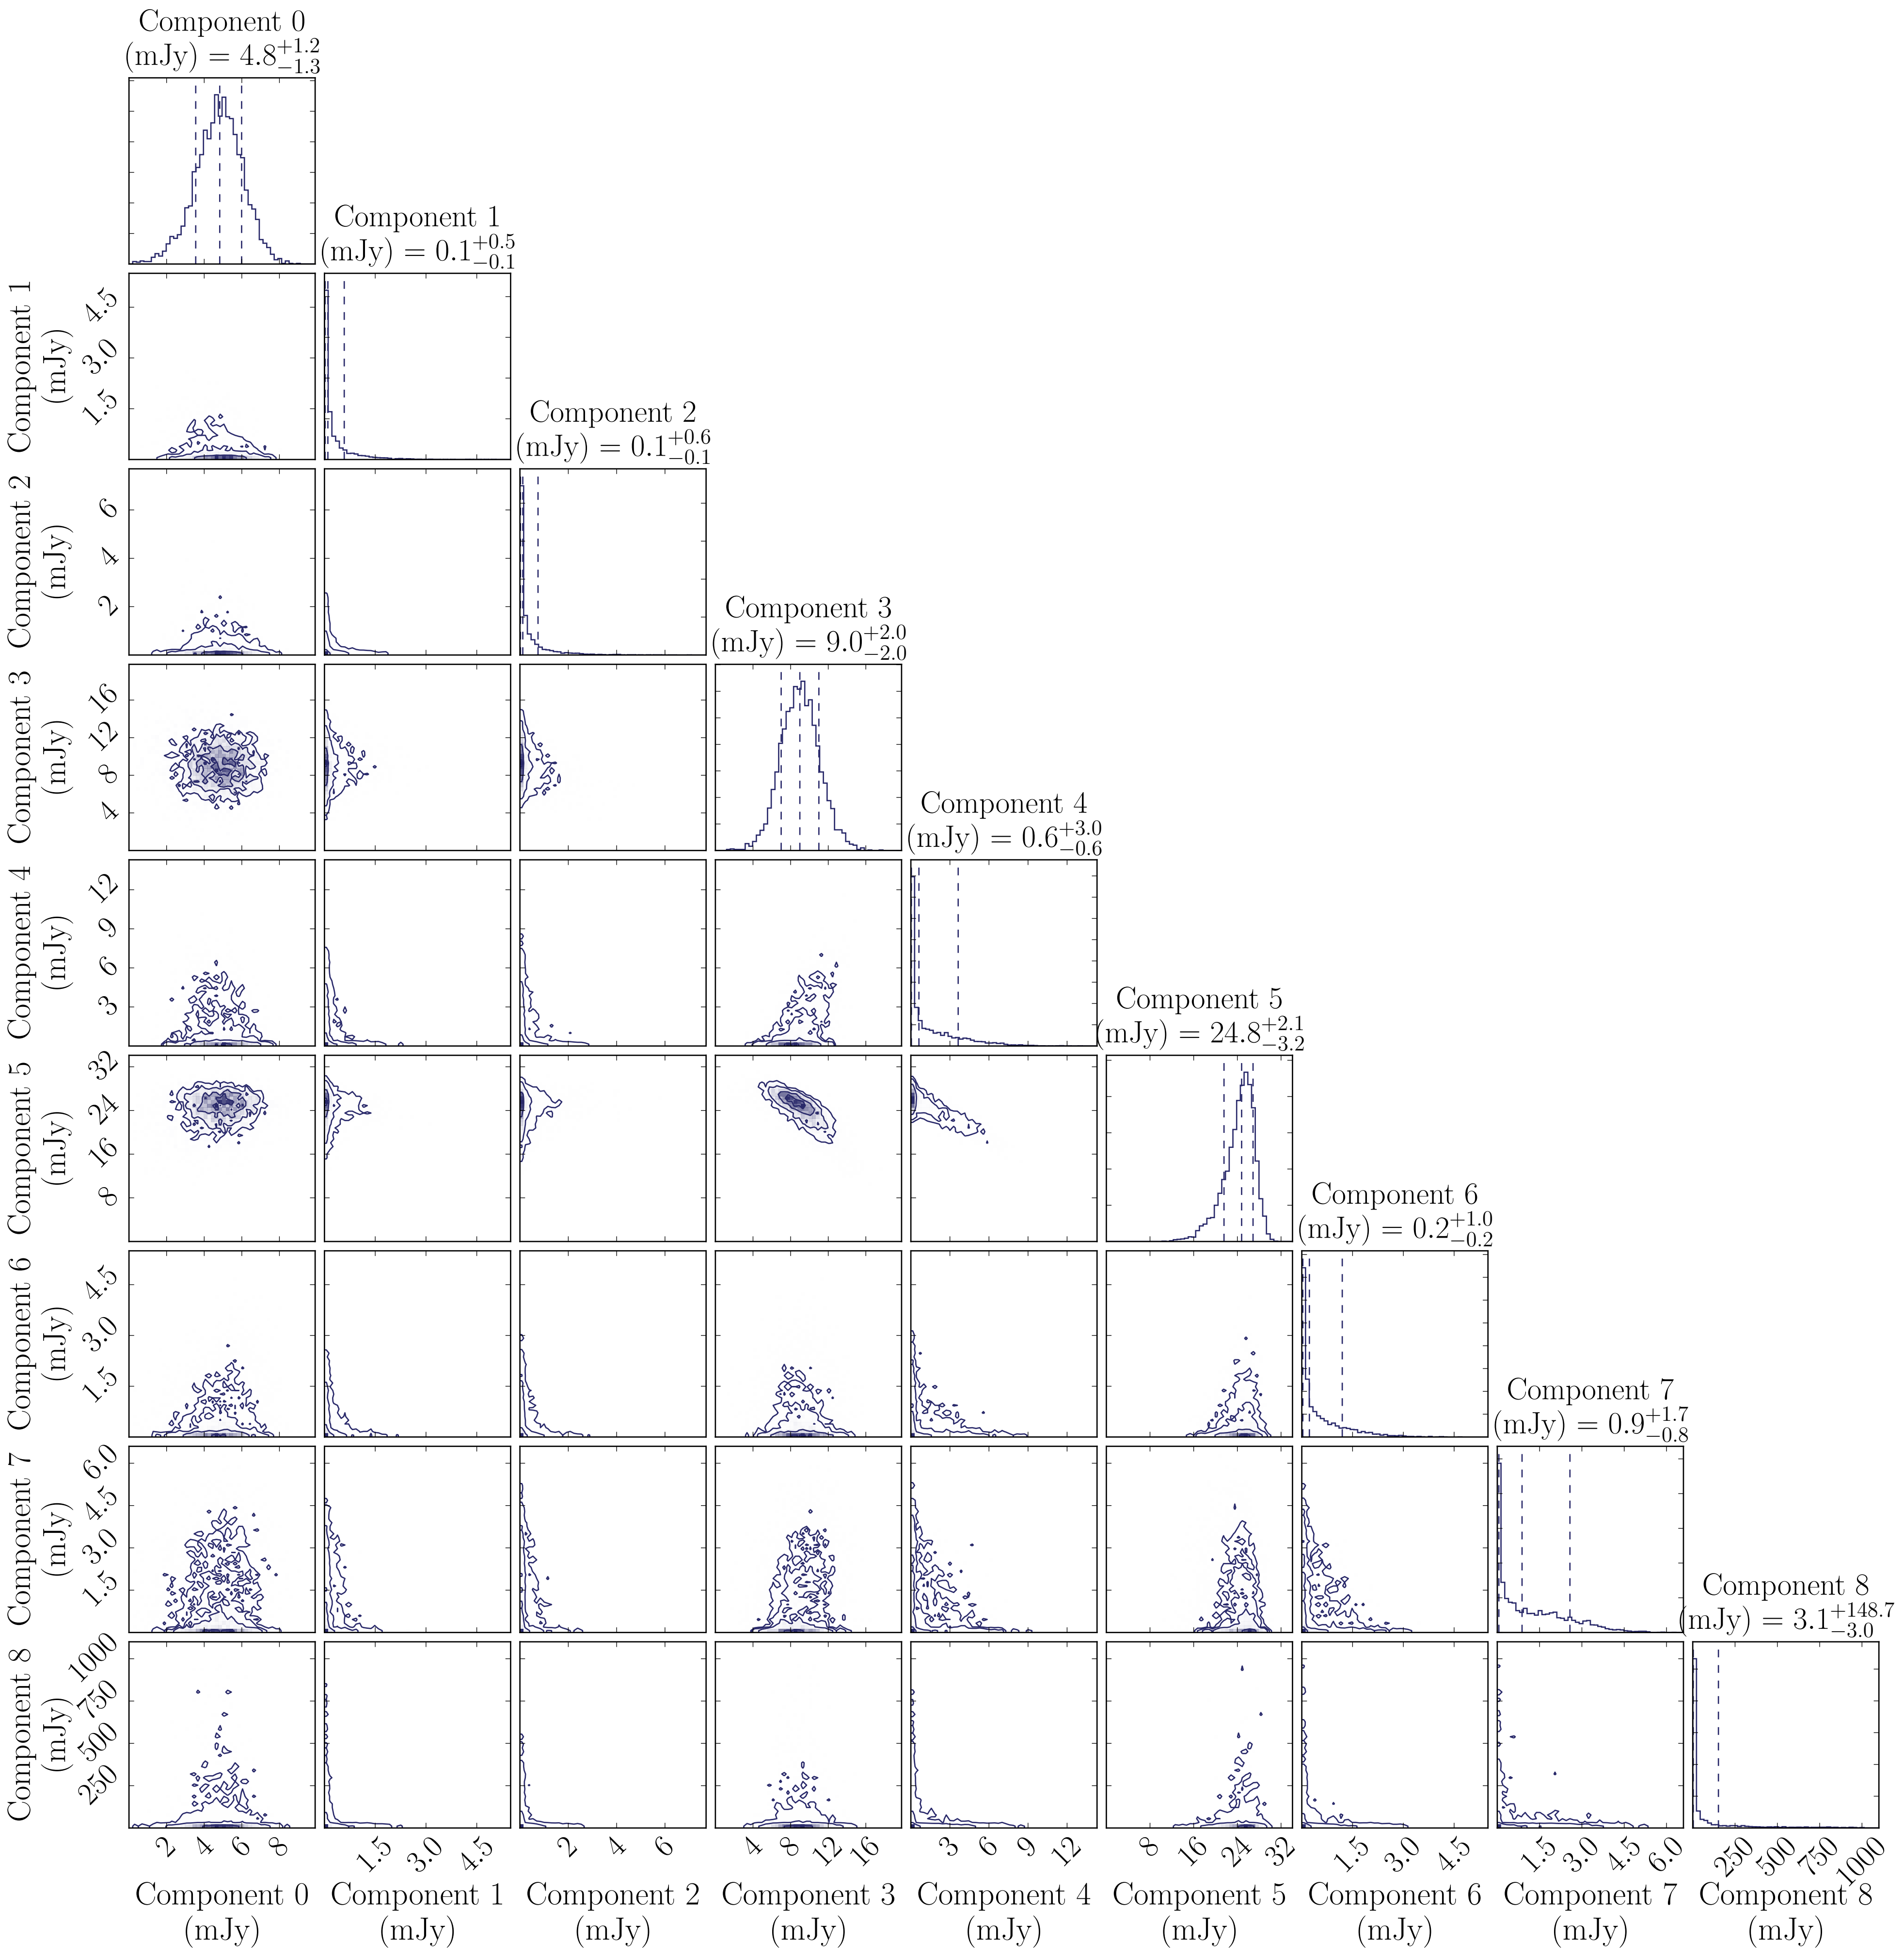 Component 0
(mJy) = 4.8+1.2−1.3
Component 1
(mJy) = 0.1+0.5−0.1
Component 1
(mJy)
4.5
3.0
1.5
Component 2
(mJy) = 0.1+0.6−0.1
Component 2
(mJy)
6
4
2
Component 3
(mJy) = 9.0+2.0−2.0
Component 3
(mJy)
16
12
8
4
Component 4
(mJy) = 0.6+3.0−0.6
Component 4
(mJy)
12
9
6
3
Component 5
(mJy) = 24.8+2.1−3.2
Component 5
(mJy)
32
24
16
8
Component 6
(mJy) = 0.2+1.0−0.2
Component 6
(mJy)
4.5
3.0
1.5
Component 7
(mJy) = 0.9+1.7−0.8
Component 7
(mJy)
6.0
4.5
3.0
1.5
Component 8
(mJy) = 3.1+148.7−3.0
Component 8
(mJy)
1000
750
500
250
2 4 6 8 1.5 3.0 4.5 2 4 6 4 8 12 16 3 6 9 12 8 16 24 32 1.5 3.0 4.5 1.5 3.0 4.5 6.0 250 500 750 1000
Component 0 Component 1 Component 2 Component 3 Component 4 Component 5 Component 6 Component 7 Component 8
(mJy) (mJy) (mJy) (mJy) (mJy) (mJy) (mJy) (mJy) (mJy)